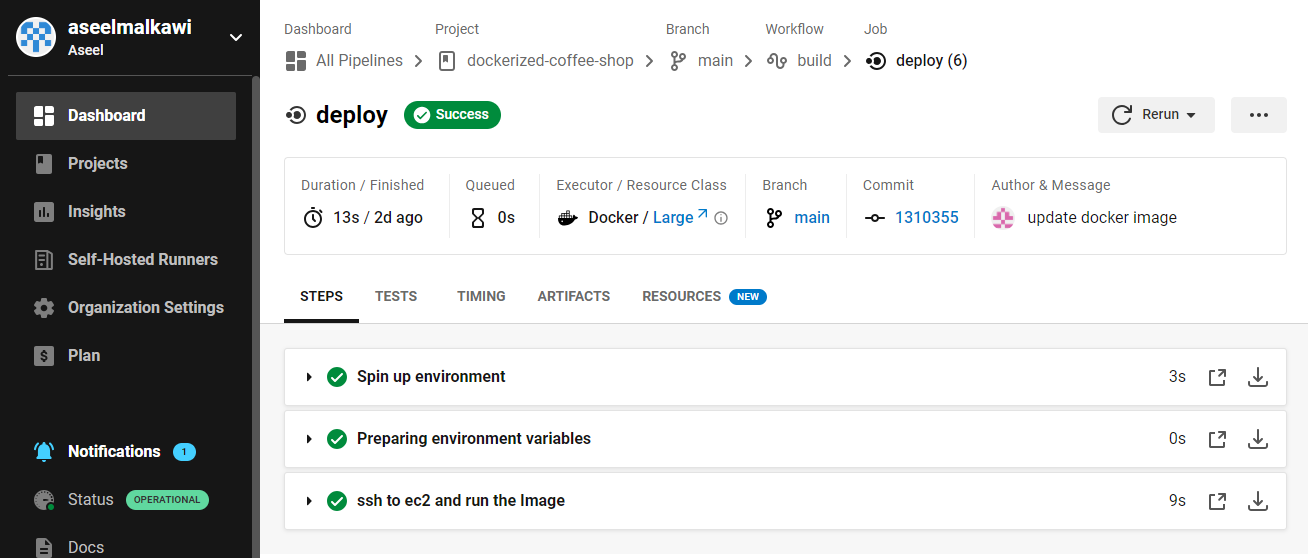 aseelmalkawi
Aseel
Dashboard
Projects
Insights
Self-Hosted Runners
Organization Settings
Plan
Notifications 1
Status OPERATIONAL
Docs
Dashboard Project Branch Workflow Job
All Pipelines dockerized-coffee-shop main build deploy (6)
deploy Success Rerun
Duration / Finished Queued Executor / Resource Class Branch Commit Author & Message
13s / 2d ago 0s Docker / Large main 1310355 update docker image
STEPS TESTS TIMING ARTIFACTS RESOURCES NEW
Spin up environment 3s
Preparing environment variables 0s
ssh to ec2 and run the Image 9s